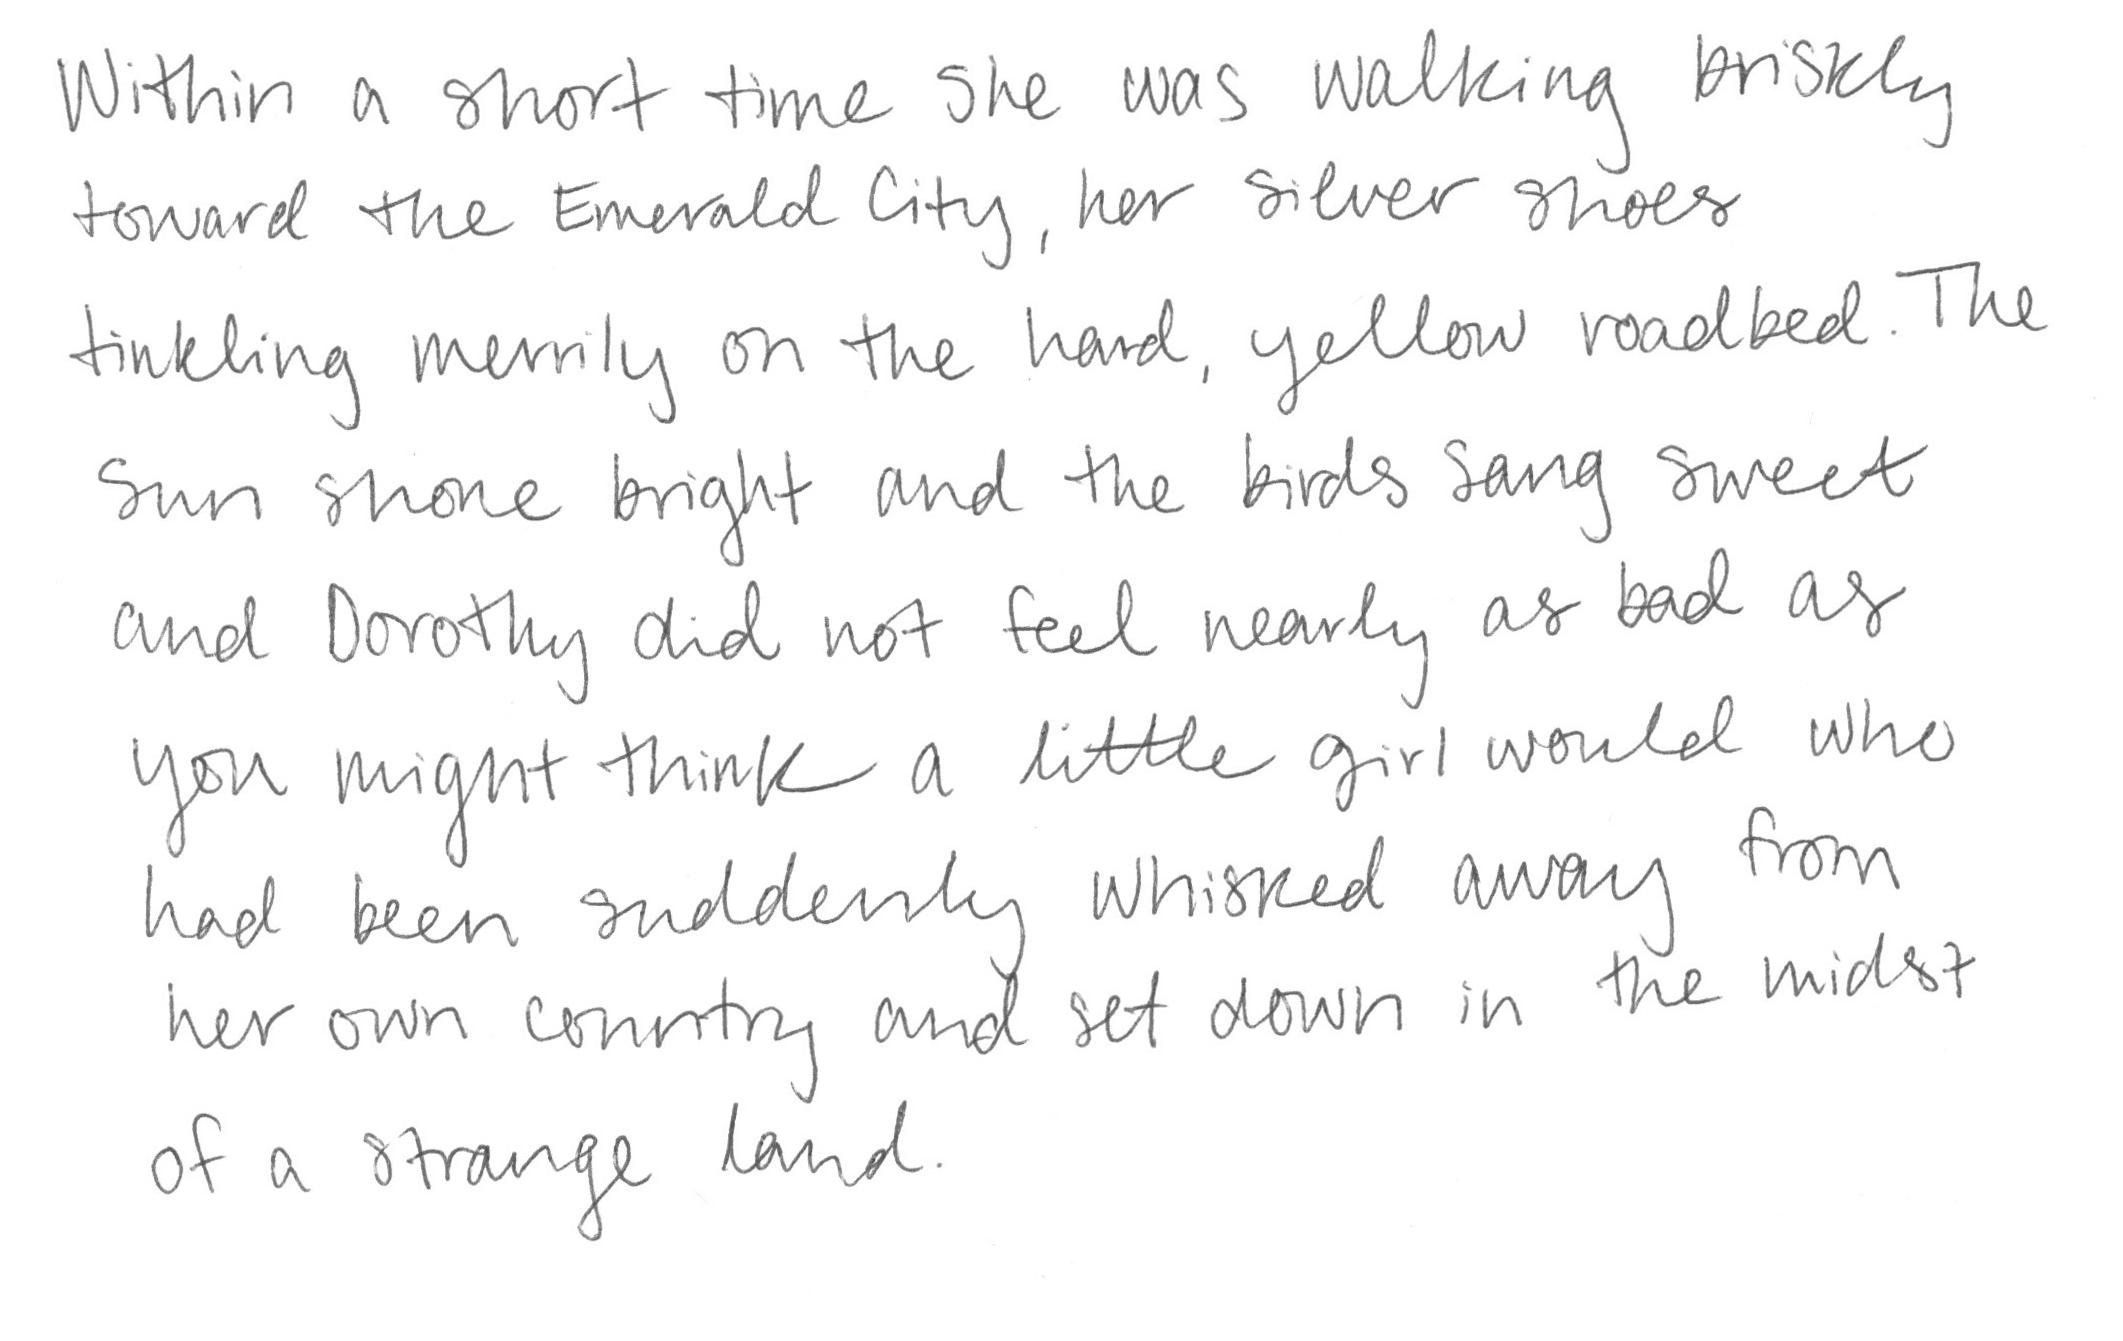 Within a short time she was walking briskly
toward the Emerald City, her silver shoes
tinkling merrily on the hard, yellow roadbed. The
sun shone bright and the birds sang sweet
and Dorothy did not feel nearly as bad as
you might think a little girl would who
had been suddenly whisked away from
her own country and set down in the midst
of a strange land.